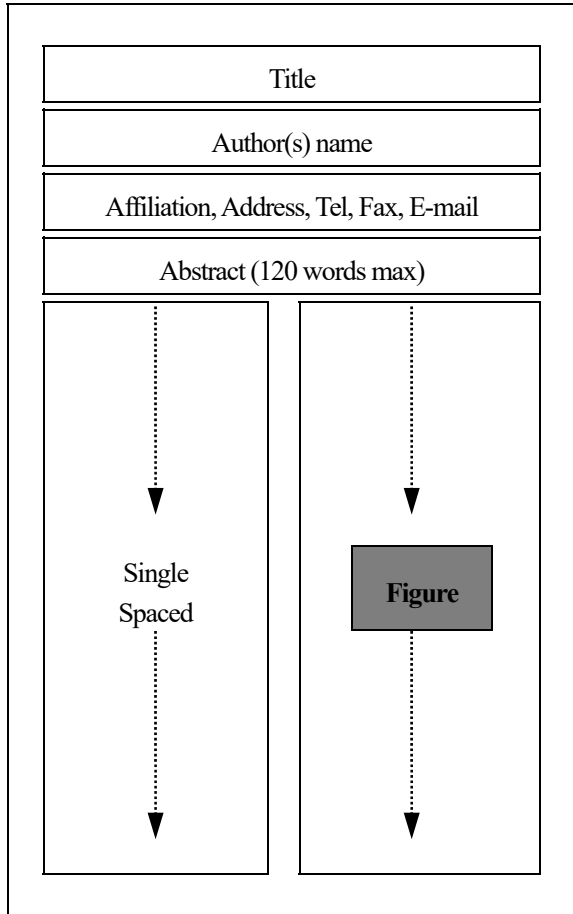 Title
Author(s) name
Affiliation, Address, Tel, Fax, E-mail
Abstract (120 words max)
Single
Spaced
Figure